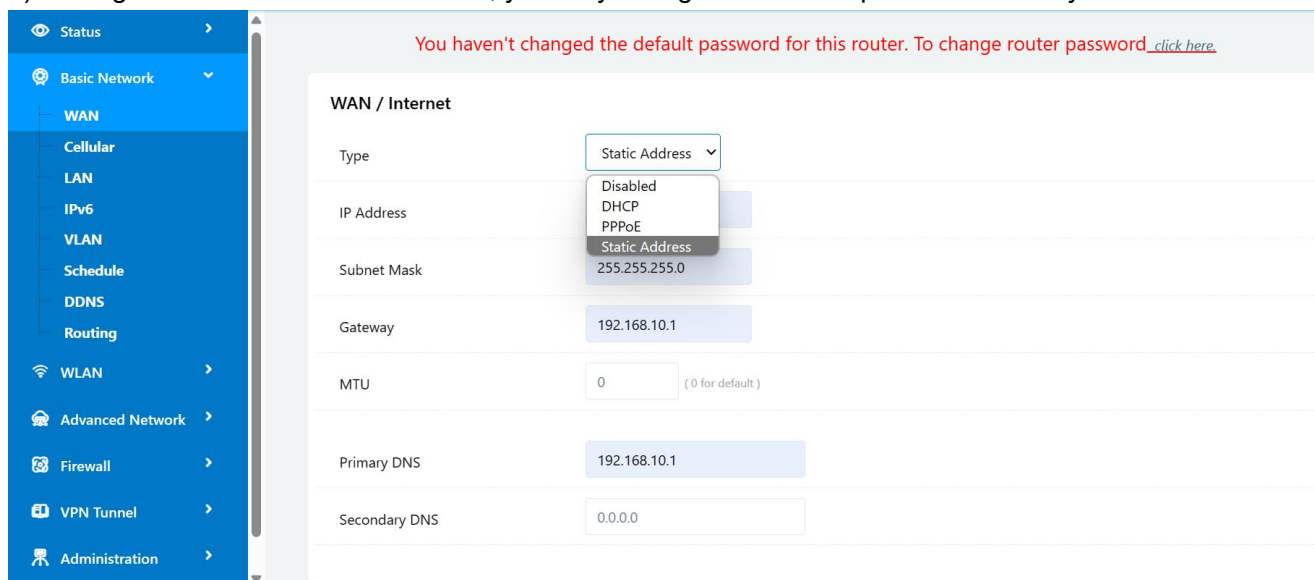 Status
Basic Network
WAN
Cellular
LAN
IPv6
VLAN
Schedule
DDNS
Routing
WLAN
Advanced Network
Firewall
VPN Tunnel
Administration
You haven't changed the default password for this router. To change router password click here.
WAN / Internet
Type Static Address
Disabled
DHCP
PPPoE
Static Address
IP Address
Subnet Mask 255.255.255.0
Gateway 192.168.10.1
MTU 0 ( 0 for default )
Primary DNS 192.168.10.1
Secondary DNS 0.0.0.0